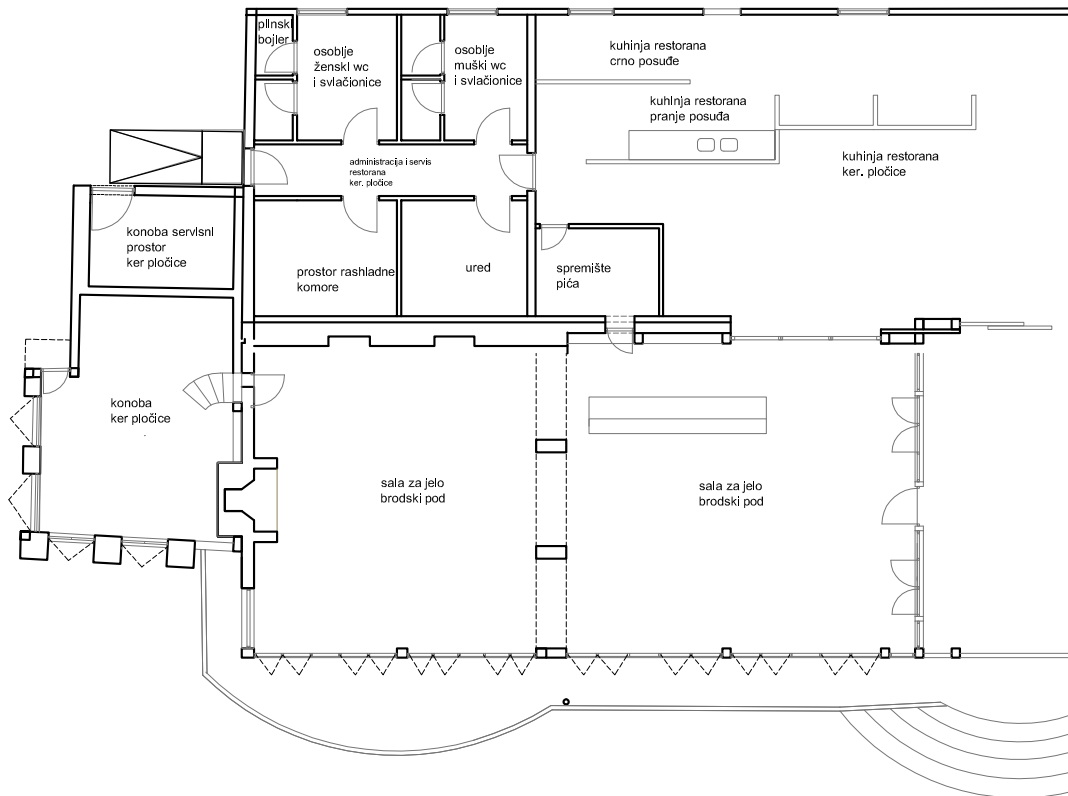 plinski
bojler
osoblje
ženski wc
i svlačionice
osoblje
muški wc
i svlačionice
kuhinja restorana
crno posuđe
kuhinja restorana
pranje posuđa
kuhinja restorana
ker. pločice
administracija i servis
restorana
ker. pločice
konoba servisni
prostor
ker pločice
prostor rashladne
komore
ured
spremište
pića
konoba
ker pločice
sala za jelo
brodski pod
sala za jelo
brodski pod